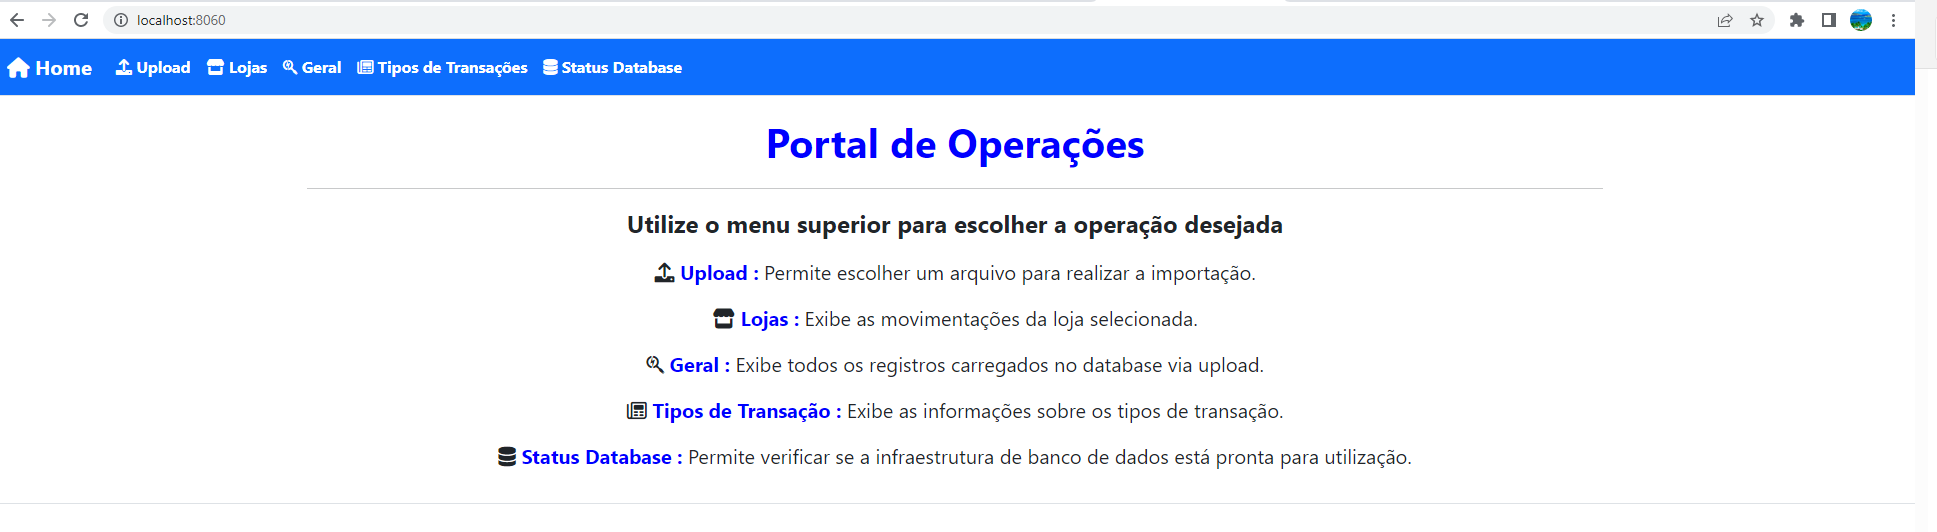 localhost:8060
Home Upload Lojas Geral Tipos de Transações Status Database
Portal de Operações
Utilize o menu superior para escolher a operação desejada
Upload : Permite escolher um arquivo para realizar a importação.
Lojas : Exibe as movimentações da loja selecionada.
Geral : Exibe todos os registros carregados no database via upload.
Tipos de Transação : Exibe as informações sobre os tipos de transação.
Status Database : Permite verificar se a infraestrutura de banco de dados está pronta para utilização.